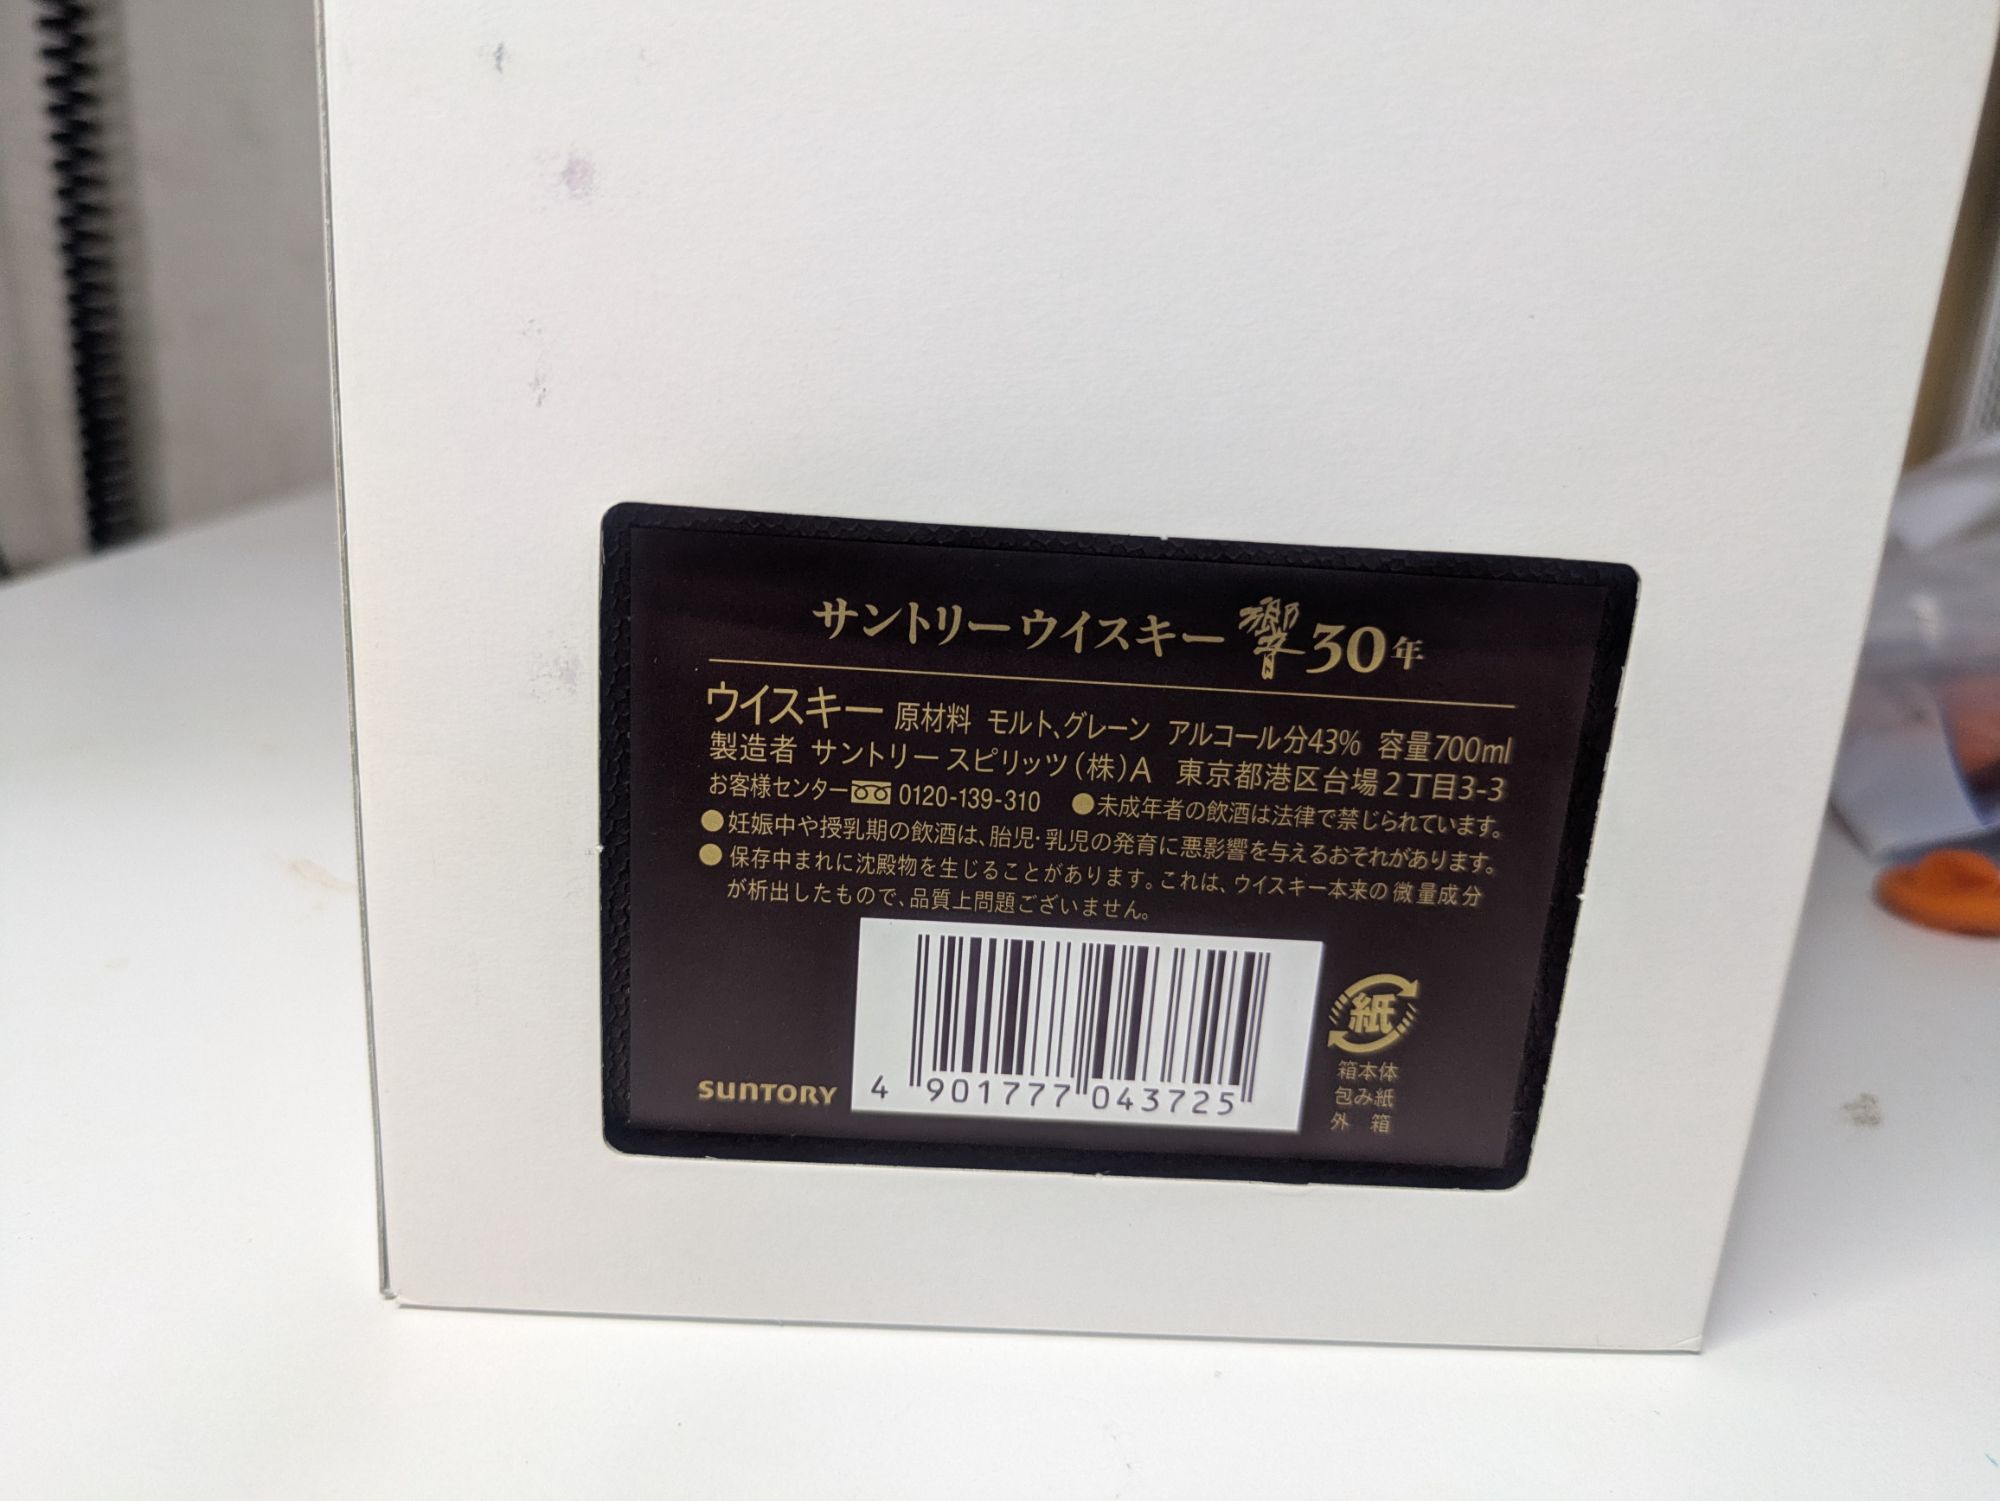 サントリーウイスキー 響 30年
ウイスキー 原材料 モルト、グレーン アルコール分43% 容量700ml
製造者 サントリースピリッツ(株)A 東京都港区台場2丁目3-3
お客様センター 0120-139-310 ●未成年者の飲酒は法律で禁じられています。
●妊娠中や授乳期の飲酒は、胎児・乳児の発育に悪影響を与えるおそれがあります。
●保存中まれに沈殿物を生じることがあります。これは、ウイスキー本来の微量成分
が析出したもので、品質上問題ございません。
SUNTORY
4 901777 043725
紙
箱本体
包み紙
外 箱